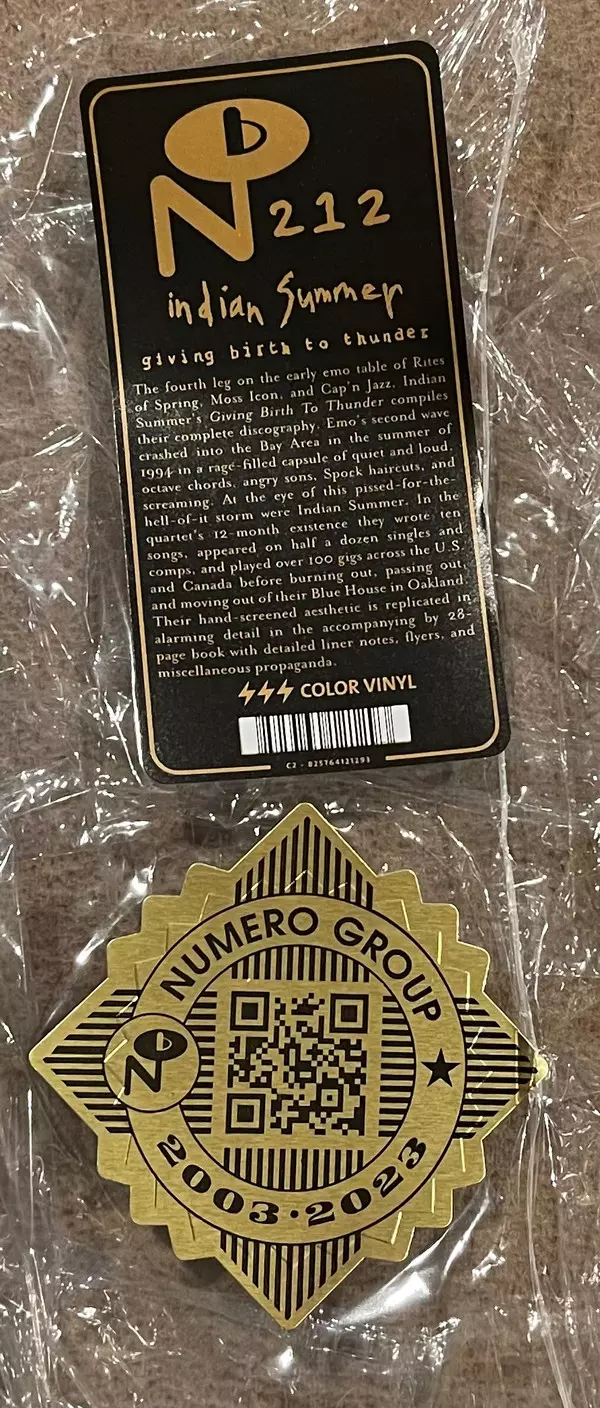 N b 212
indian Summer
giving birth to thunder
The fourth leg on the early emo table of Rites
of Spring, Moss Icon, and Cap'n Jazz, Indian
Summer's Giving Birth To Thunder compiles
their complete discography. Emo's second wave
crashed into the Bay Area in the summer of
1994 in a rage-filled capsule of quiet and loud,
octave chords, angry sons, Spock haircuts, and
screaming. At the eye of this pissed-for-the-
hell-of-it storm were Indian Summer. In the
quartet's 12-month existence they wrote ten
songs, appeared on half a dozen singles and
comps, and played over 100 gigs across the U.S
and Canada before burning out, passing out,
and moving out of their Blue House in Oakland.
Their hand-screened aesthetic is replicated in
alarming detail in the accompanying by 28-
page book with detailed liner notes, flyers, and
miscellaneous propaganda.
COLOR VINYL
C2 - 825764121293
NUMERO GROUP
N b
2003·2023